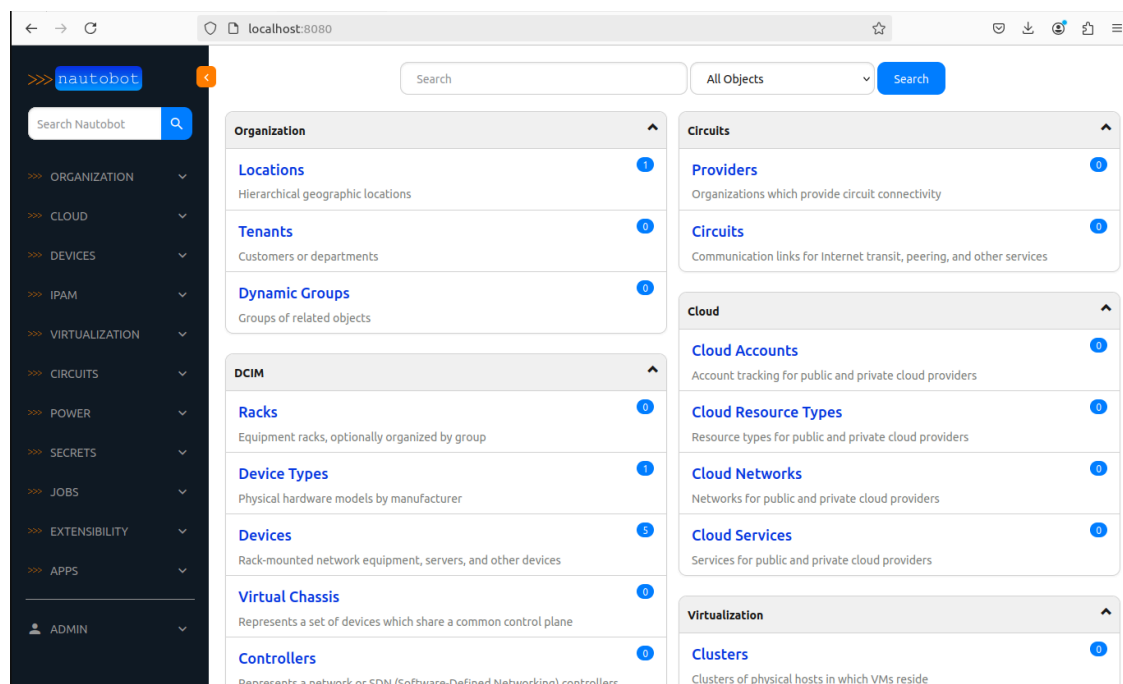 localhost:8080
>>> nautobot
Search Nautobot
>>> ORGANIZATION
>>> CLOUD
>>> DEVICES
>>> IPAM
>>> VIRTUALIZATION
>>> CIRCUITS
>>> POWER
>>> SECRETS
>>> JOBS
>>> EXTENSIBILITY
>>> APPS
ADMIN
Search
All Objects
Search
Organization
Locations 1
Hierarchical geographic locations
Tenants 0
Customers or departments
Dynamic Groups 0
Groups of related objects
DCIM
Racks 0
Equipment racks, optionally organized by group
Device Types 1
Physical hardware models by manufacturer
Devices 5
Rack-mounted network equipment, servers, and other devices
Virtual Chassis 0
Represents a set of devices which share a common control plane
Controllers 0
Represents a network or SDN (Software-Defined Networking) controllers
Circuits
Providers 0
Organizations which provide circuit connectivity
Circuits 0
Communication links for Internet transit, peering, and other services
Cloud
Cloud Accounts 0
Account tracking for public and private cloud providers
Cloud Resource Types 0
Resource types for public and private cloud providers
Cloud Networks 0
Networks for public and private cloud providers
Cloud Services 0
Services for public and private cloud providers
Virtualization
Clusters 0
Clusters of physical hosts in which VMs reside